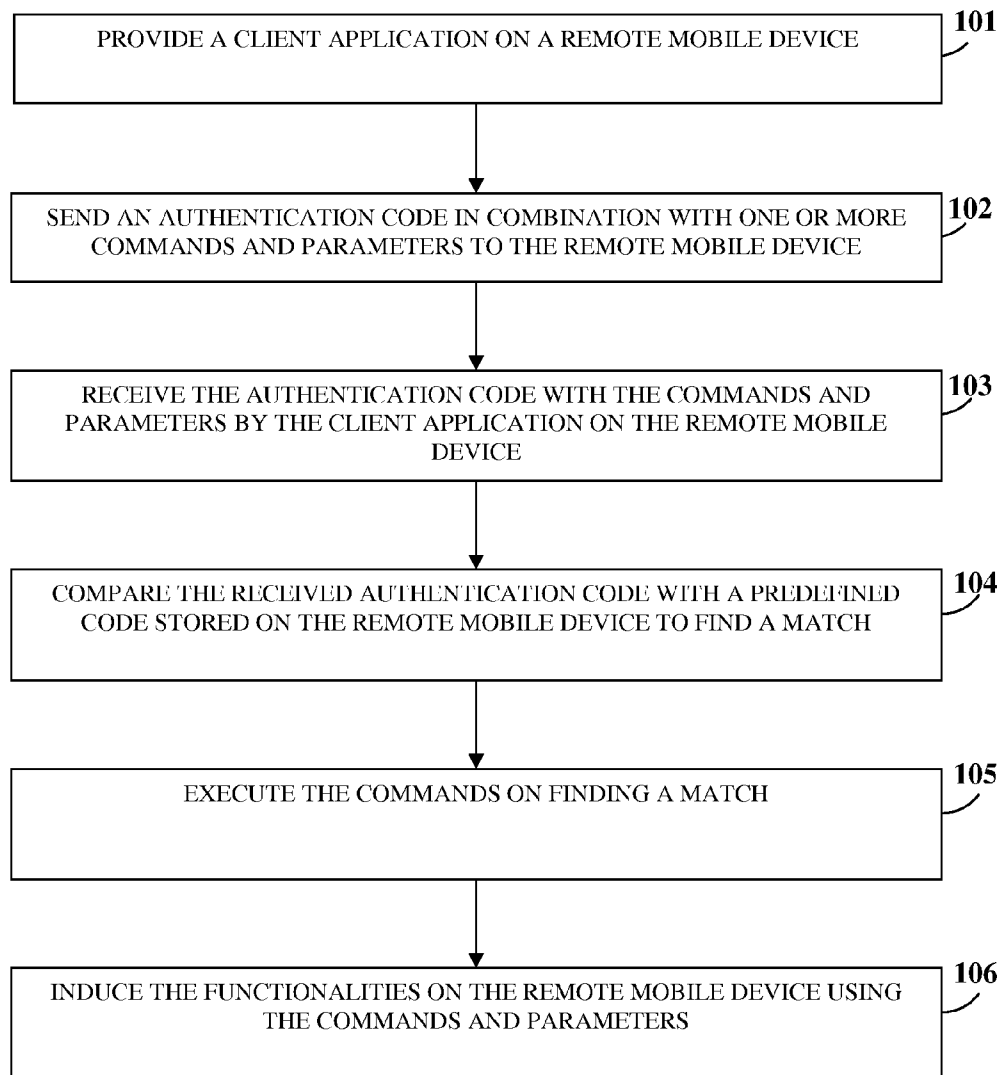 101
PROVIDE A CLIENT APPLICATION ON A REMOTE MOBILE DEVICE
102
SEND AN AUTHENTICATION CODE IN COMBINATION WITH ONE OR MORE
COMMANDS AND PARAMETERS TO THE REMOTE MOBILE DEVICE
103
RECEIVE THE AUTHENTICATION CODE WITH THE COMMANDS AND
PARAMETERS BY THE CLIENT APPLICATION ON THE REMOTE MOBILE
DEVICE
104
COMPARE THE RECEIVED AUTHENTICATION CODE WITH A PREDEFINED
CODE STORED ON THE REMOTE MOBILE DEVICE TO FIND A MATCH
105
EXECUTE THE COMMANDS ON FINDING A MATCH
106
INDUCE THE FUNCTIONALITIES ON THE REMOTE MOBILE DEVICE USING
THE COMMANDS AND PARAMETERS